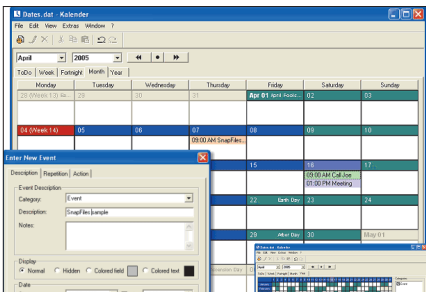 Dates.dat - Kalender
File Edit View Extras Window ?
April 2005
ToDo Week Fortnight Month Year
Monday Tuesday Wednesday Thursday Friday Saturday Sunday
28 (Week 13) 29 30 31 Apr 01 April Fools... 02 03
04 (Week 14) 05 06 07 08 09 10
09:00 AM SnapFiles...
Enter New Event
15 16 17
Description Repetition Action
09:00 AM Call Joe
01:00 PM Meeting
Event Description
Category: Event
22 Earth Day 23 24
Description: SnapFiles sample
Notes:
29 Arbor Day 30 May 01
Display
Normal Hidden Colored field Colored text
Date